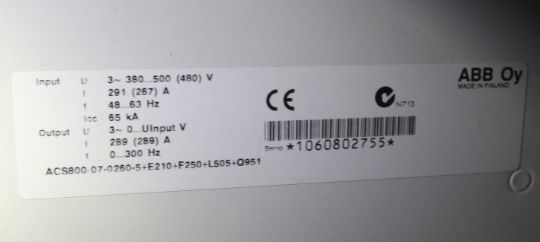 Input U 3~ 380...500 (480) V
I 291 (267) A
f 48...63 Hz
Icc 65 kA
Output U 3~ 0...UInput V
I 289 (289) A
f 0...300 Hz
ACS800-07-0260-5+E210+F250+L505+Q951
CE
N713
ABB Oy
MADE IN FINLAND
S/N:o *1060802755*